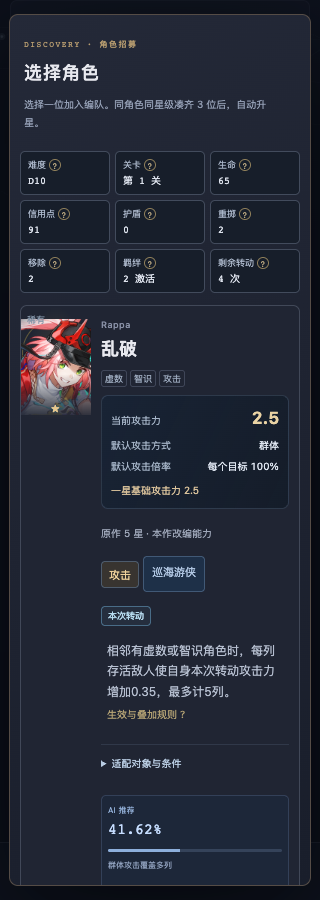 DISCOVERY · 角色招募
选择角色
选择一位加入编队。同角色同星级凑齐 3 位后，自动升
星。
难度 ?
D10
关卡 ?
第 1 关
生命 ?
65
信用点 ?
91
护盾 ?
0
重掷 ?
2
移除 ?
2
羁绊 ?
2 激活
剩余转动 ?
4 次
Rappa
乱破
虚数 智识 攻击
当前攻击力 2.5
默认攻击方式 群体
默认攻击倍率 每个目标 100%
一星基础攻击力 2.5
原作 5 星 · 本作改编能力
攻击 巡海游侠
本次转动
相邻有虚数或智识角色时，每列
存活敌人使自身本次转动攻击力
增加0.35，最多计5列。
生效与叠加规则 ?
▶ 适配对象与条件
AI 推荐
41.62%
群体攻击覆盖多列